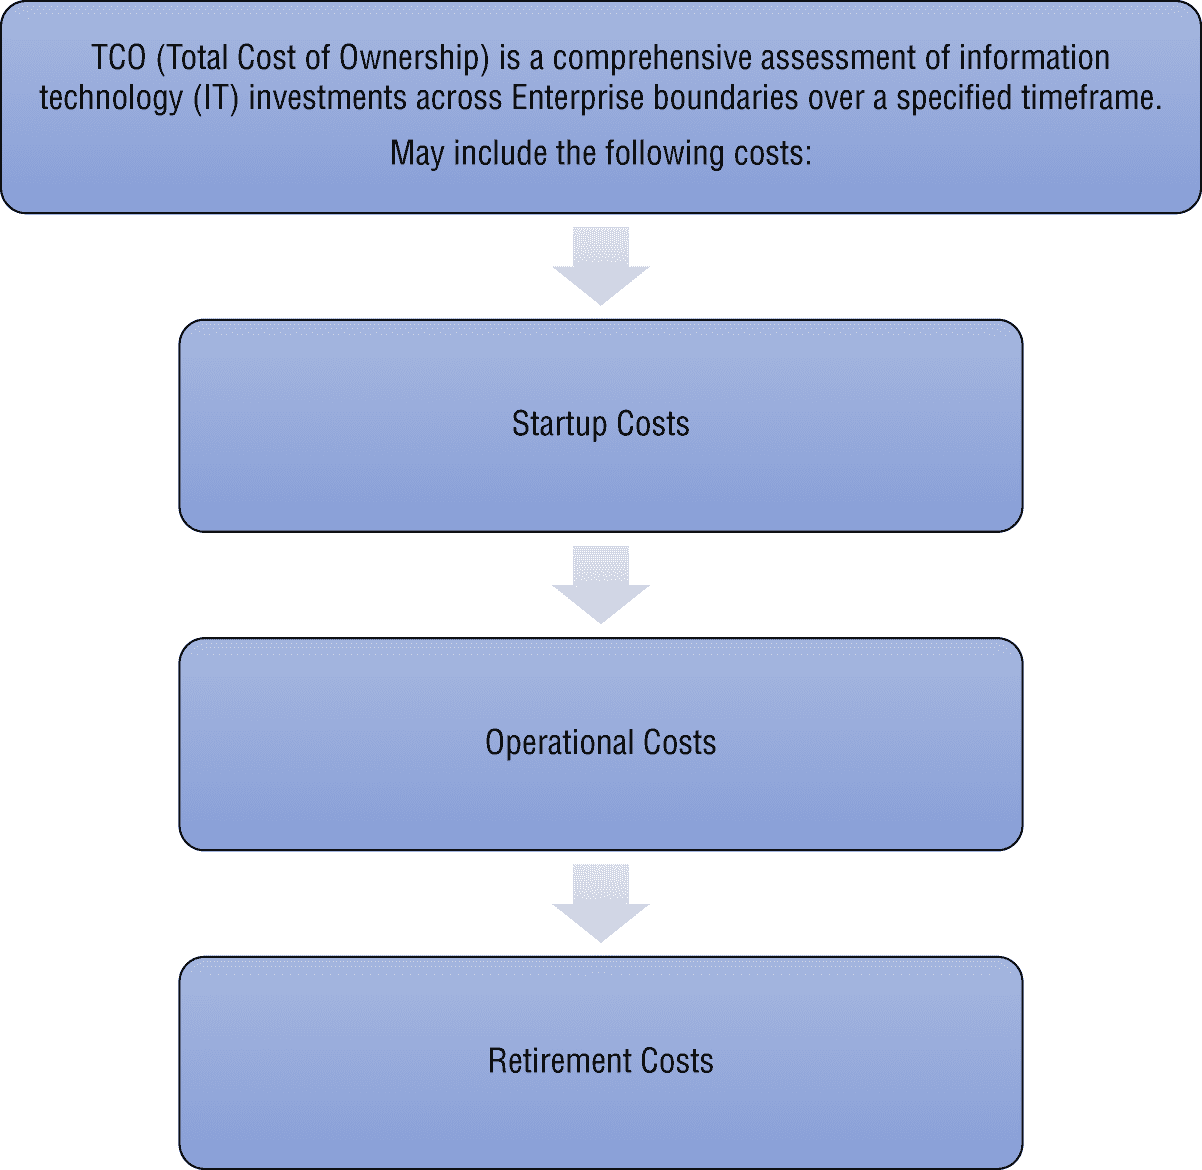 TCO (Total Cost of Ownership) is a comprehensive assessment of information
technology (IT) investments across Enterprise boundaries over a specified timeframe.
May include the following costs:
Startup Costs
Operational Costs
Retirement Costs